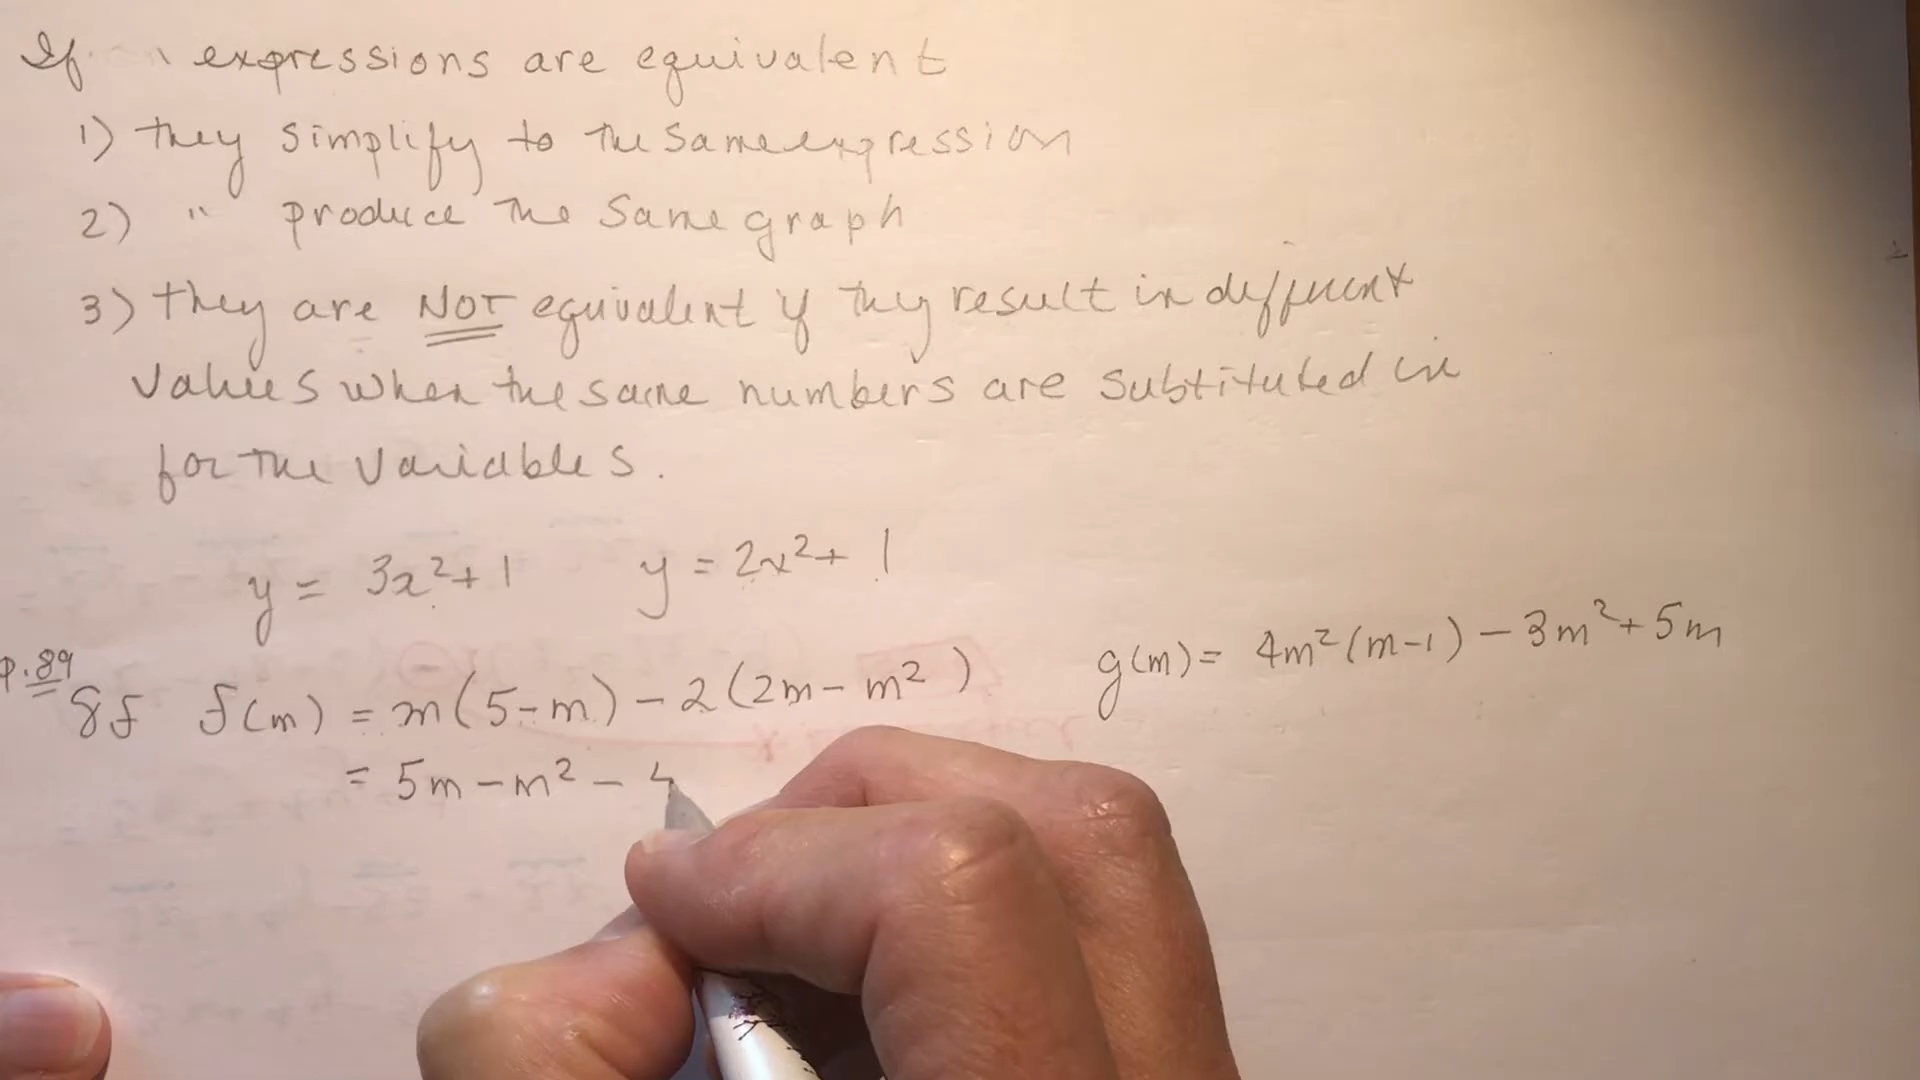 If expressions are equivalent
1) they simplify to the same expression
2) " produce the same graph
3) they are NOT equivalent if they result in different
values when the same numbers are substituted in
for the variables.
y = 3x²+1 y = 2x²+1
p.89
8f f(m) = m(5-m) - 2(2m - m²) g(m) = 4m²(m-1) - 3m² + 5m
= 5m - m² - 4